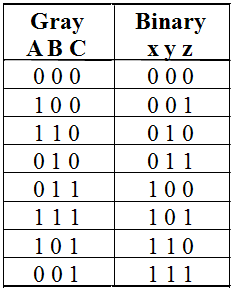 Gray Binary
A B C x y z
0 0 0 0 0 0
1 0 0 0 0 1
1 1 0 0 1 0
0 1 0 0 1 1
0 1 1 1 0 0
1 1 1 1 0 1
1 0 1 1 1 0
0 0 1 1 1 1